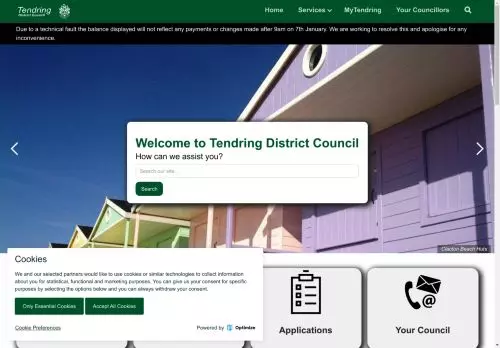 Tendring
District Council
Home
Services
MyTendring
Your Councillors
Due to a technical fault the balance displayed will not reflect any payments or changes made after 9am on 7th January. We are working to resolve this and apologise for any
inconvenience.
Welcome to Tendring District Council
How can we assist you?
Search our site..
Search
Clacton Beach Huts
Cookies
We and our selected partners would like to use cookies or similar technologies to collect information
about you for statistical, functional and marketing purposes. You can give us your consent for specific
purposes by selecting the options below and you can always withdraw your consent.
Only Essential Cookies
Accept All Cookies
Cookie Preferences
Powered by
Optimize
Applications
Your Council